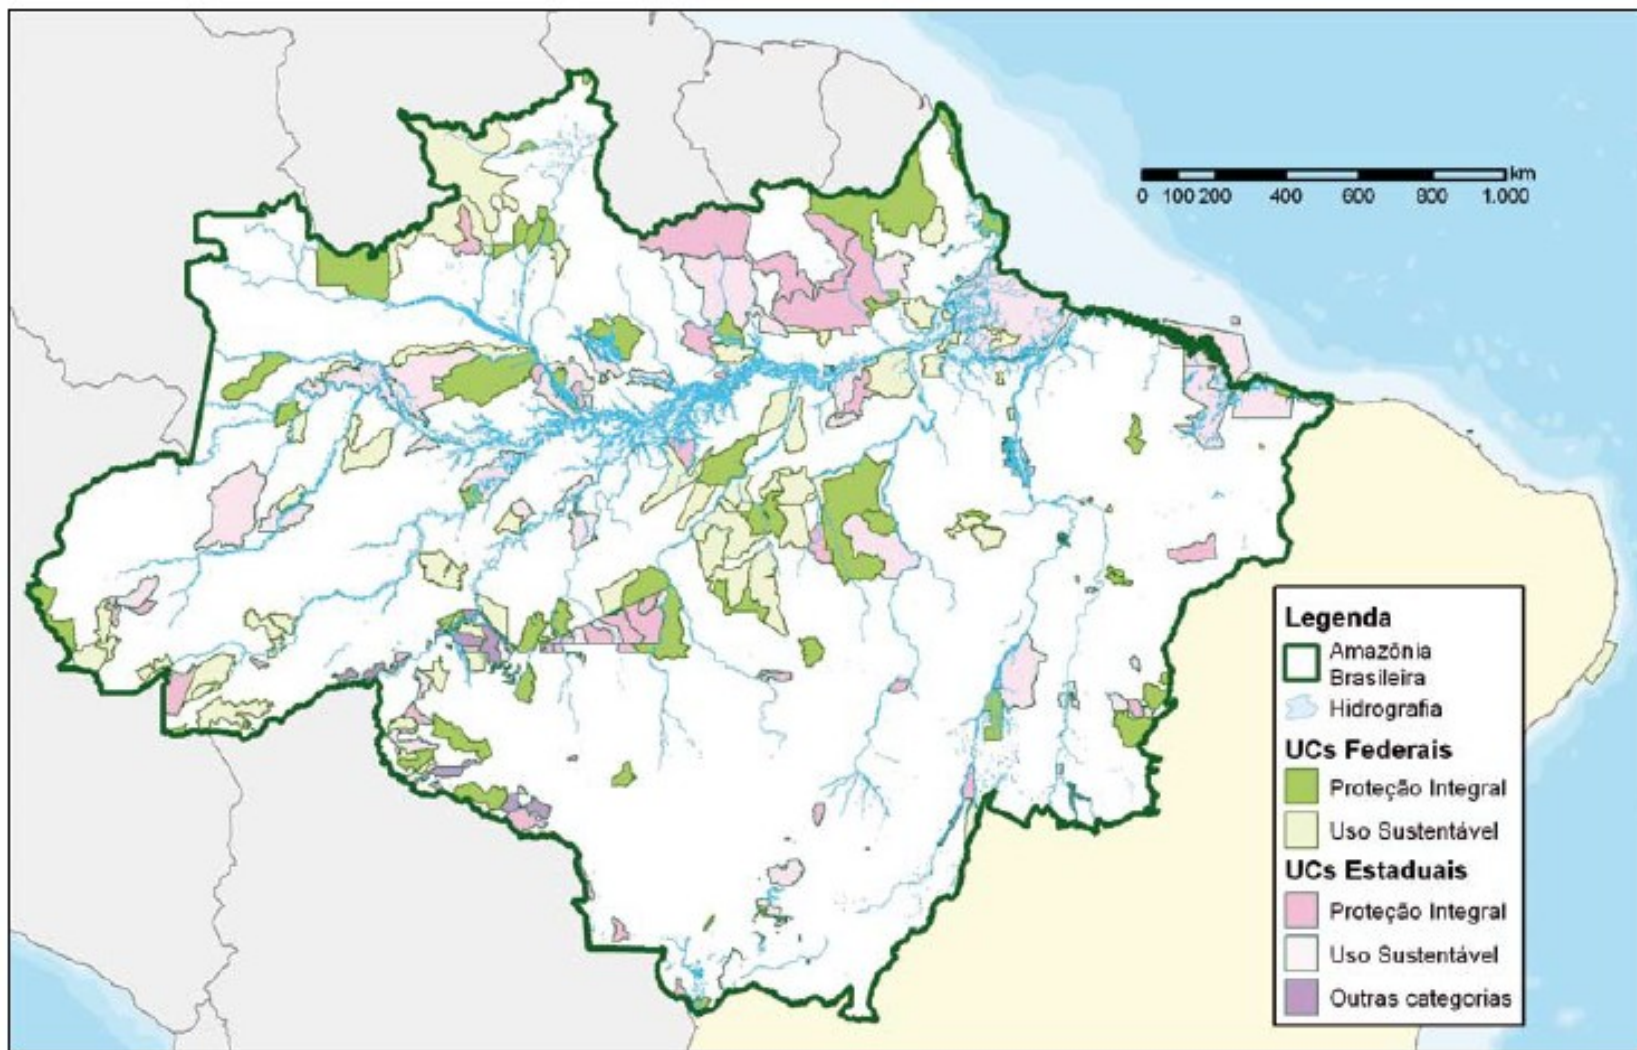 km
0 100 200 400 600 800 1.000
Legenda
Amazônia
Brasileira
Hidrografia
UCs Federais
Proteção Integral
Uso Sustentável
UCs Estaduais
Proteção Integral
Uso Sustentável
Outras categorias